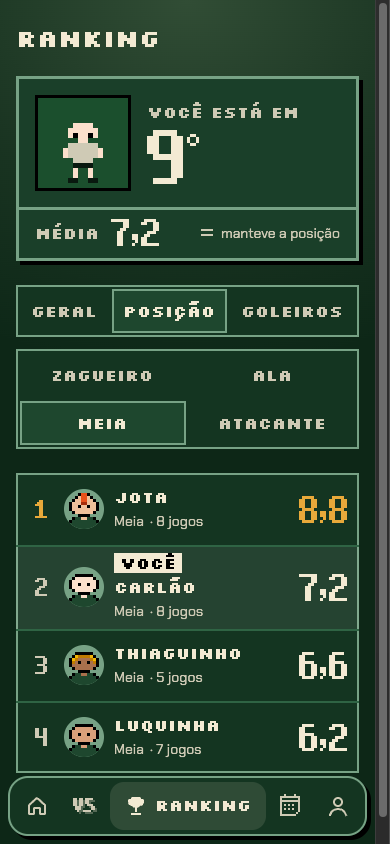 RANKING
VOCÊ ESTÁ EM
9°
MÉDIA 7,2 = manteve a posição
GERAL POSIÇÃO GOLEIROS
ZAGUEIRO ALA
MEIA ATACANTE
1 JOTA 8,8
Meia · 8 jogos
VOCÊ
2 CARLÃO 7,2
Meia · 8 jogos
3 THIAGUINHO 6,6
Meia · 5 jogos
4 LUQUINHA 6,2
Meia · 7 jogos
VS RANKING